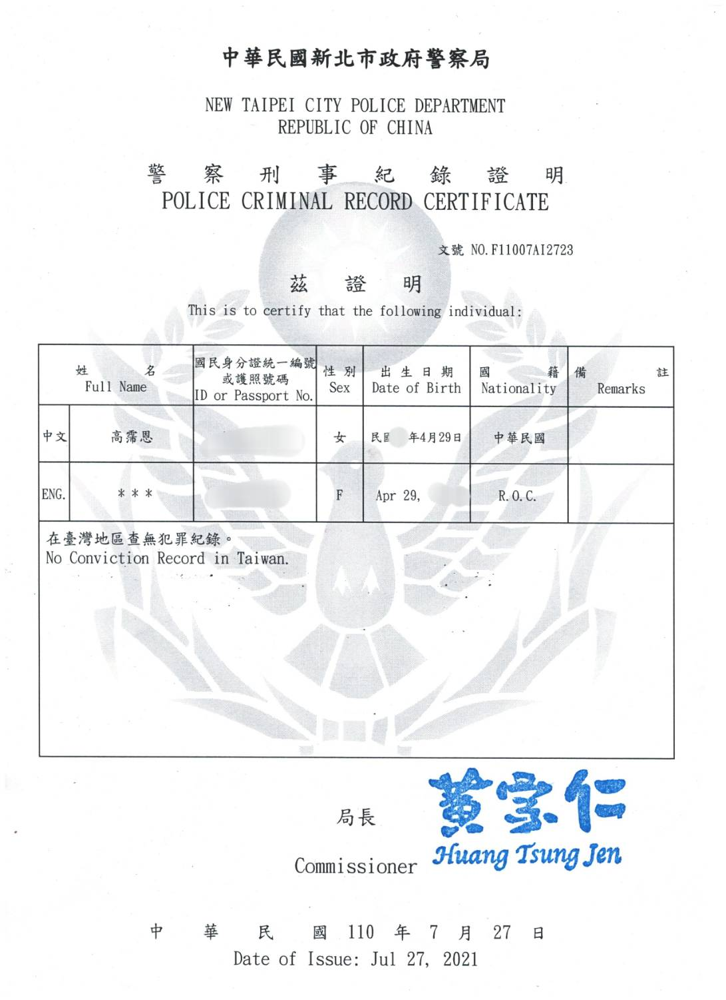 中華民國新北市政府警察局
NEW TAIPEI CITY POLICE DEPARTMENT
REPUBLIC OF CHINA
警察刑事紀錄證明
POLICE CRIMINAL RECORD CERTIFICATE
文號 NO.F11007AI2723
茲證明
This is to certify that the following individual:
姓名
Full Name
國民身分證統一編號
或護照號碼
ID or Passport No.
性別
Sex
出生日期
Date of Birth
國籍
Nationality
備註
Remarks
中文
高霈恩
女
民國 年4月29日
中華民國
ENG.
***
F
Apr 29,
R.O.C.
在臺灣地區查無犯罪紀錄。
No Conviction Record in Taiwan.
局長
黃宗仁
Commissioner
Huang Tsung Jen
中華民國 110 年 7 月 27 日
Date of Issue: Jul 27, 2021